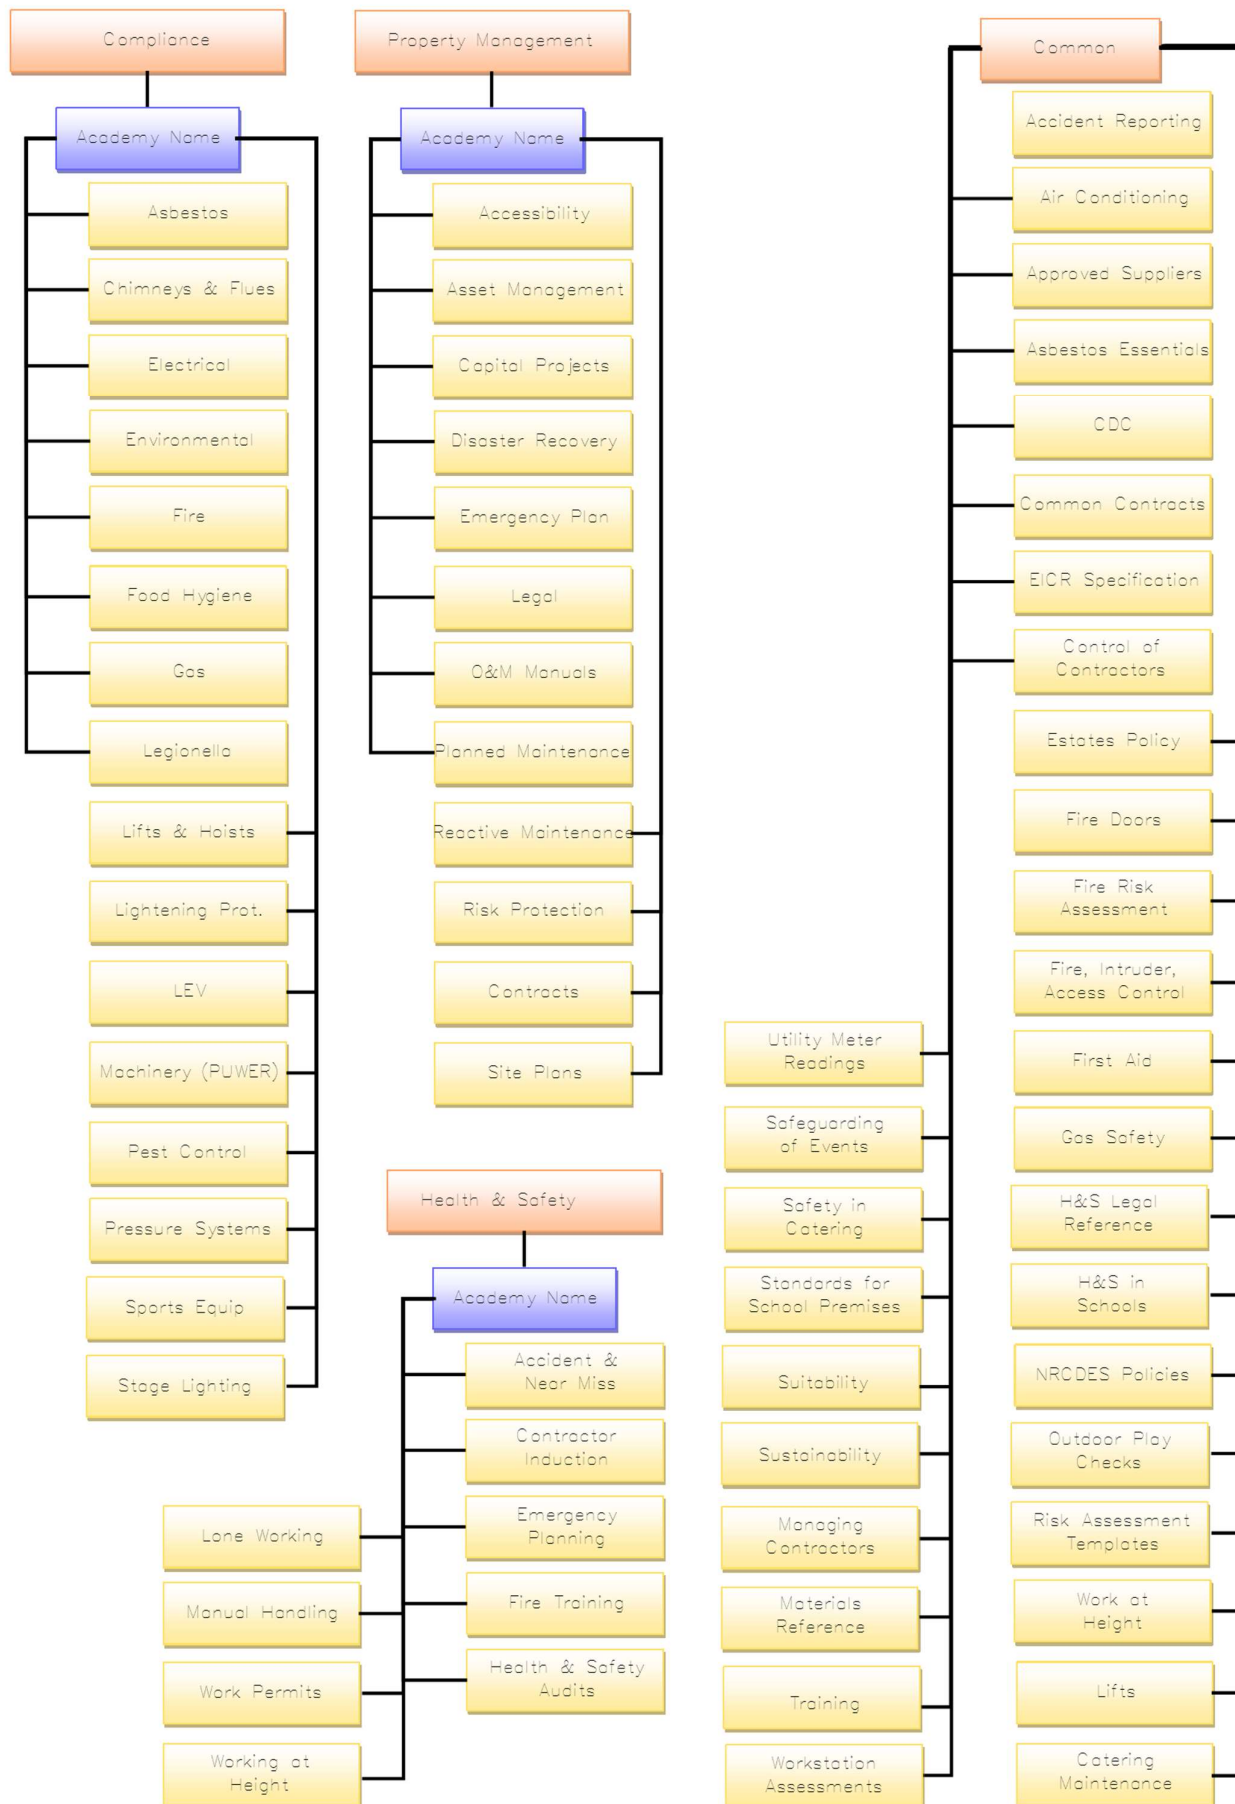 Compliance
Academy Name
Asbestos
Chimneys & Flues
Electrical
Environmental
Fire
Food Hygiene
Gas
Legionella
Lifts & Hoists
Lightening Prot.
LEV
Machinery (PUWER)
Pest Control
Pressure Systems
Sports Equip
Stage Lighting
Property Management
Academy Name
Accessibility
Asset Management
Capital Projects
Disaster Recovery
Emergency Plan
Legal
O&M Manuals
Planned Maintenance
Reactive Maintenance
Risk Protection
Contracts
Site Plans
Health & Safety
Academy Name
Accident &
Near Miss
Contractor
Induction
Emergency
Planning
Fire Training
Health & Safety
Audits
Lone Working
Manual Handling
Work Permits
Working at
Height
Common
Accident Reporting
Air Conditioning
Approved Suppliers
Asbestos Essentials
CDC
Common Contracts
EICR Specification
Control of
Contractors
Estates Policy
Fire Doors
Fire Risk
Assessment
Fire, Intruder,
Access Control
First Aid
Gas Safety
H&S Legal
Reference
H&S in
Schools
NRCDES Policies
Outdoor Play
Checks
Risk Assessment
Templates
Work at
Height
Lifts
Catering
Maintenance
Utility Meter
Readings
Safeguarding
of Events
Safety in
Catering
Standards for
School Premises
Suitability
Sustainability
Managing
Contractors
Materials
Reference
Training
Workstation
Assessments